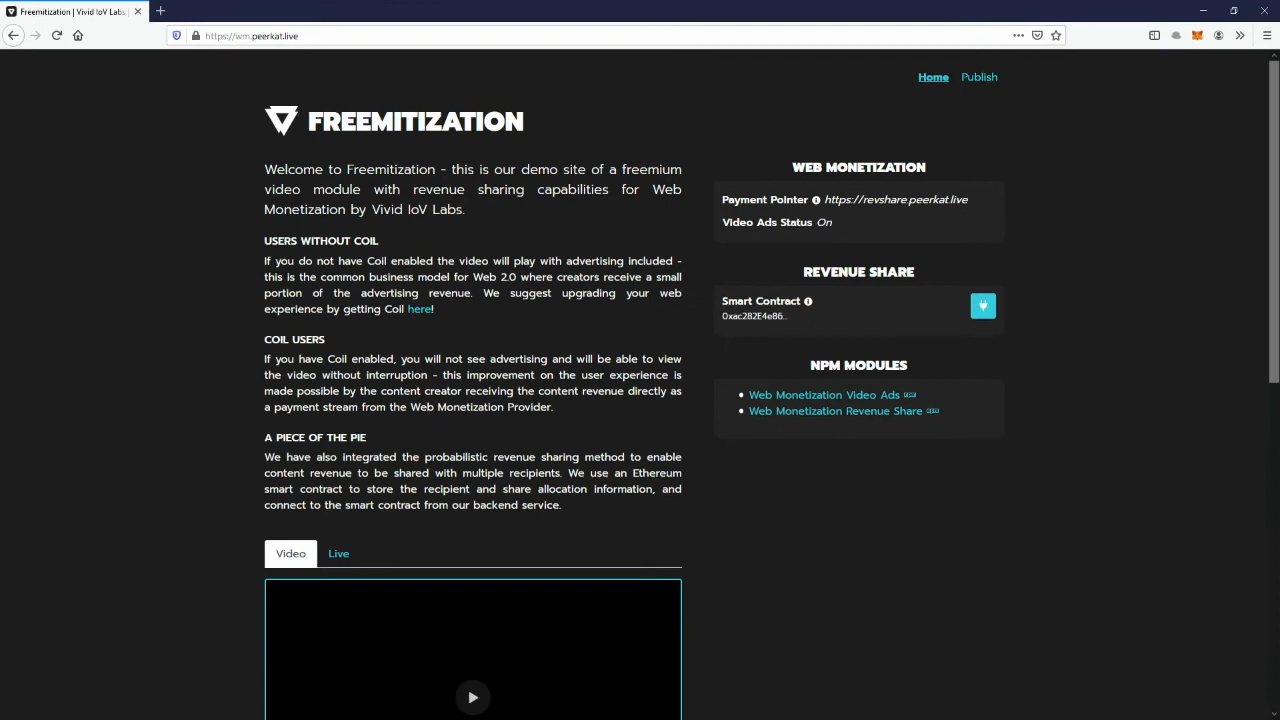 Freemitization | Vivid IoV Labs
https://wm.peerkat.live
Home Publish
FREEMITIZATION
Welcome to Freemitization - this is our demo site of a freemium
video module with revenue sharing capabilities for Web
Monetization by Vivid IoV Labs.
USERS WITHOUT COIL
If you do not have Coil enabled the video will play with advertising included -
this is the common business model for Web 2.0 where creators receive a small
portion of the advertising revenue. We suggest upgrading your web
experience by getting Coil here!
COIL USERS
If you have Coil enabled, you will not see advertising and will be able to view
the video without interruption - this improvement on the user experience is
made possible by the content creator receiving the content revenue directly as
a payment stream from the Web Monetization Provider.
A PIECE OF THE PIE
We have also integrated the probabilistic revenue sharing method to enable
content revenue to be shared with multiple recipients. We use an Ethereum
smart contract to store the recipient and share allocation information, and
connect to the smart contract from our backend service.
Video Live
WEB MONETIZATION
Payment Pointer https://revshare.peerkat.live
Video Ads Status On
REVENUE SHARE
Smart Contract
0xac282E4e86...
NPM MODULES
Web Monetization Video Ads
Web Monetization Revenue Share